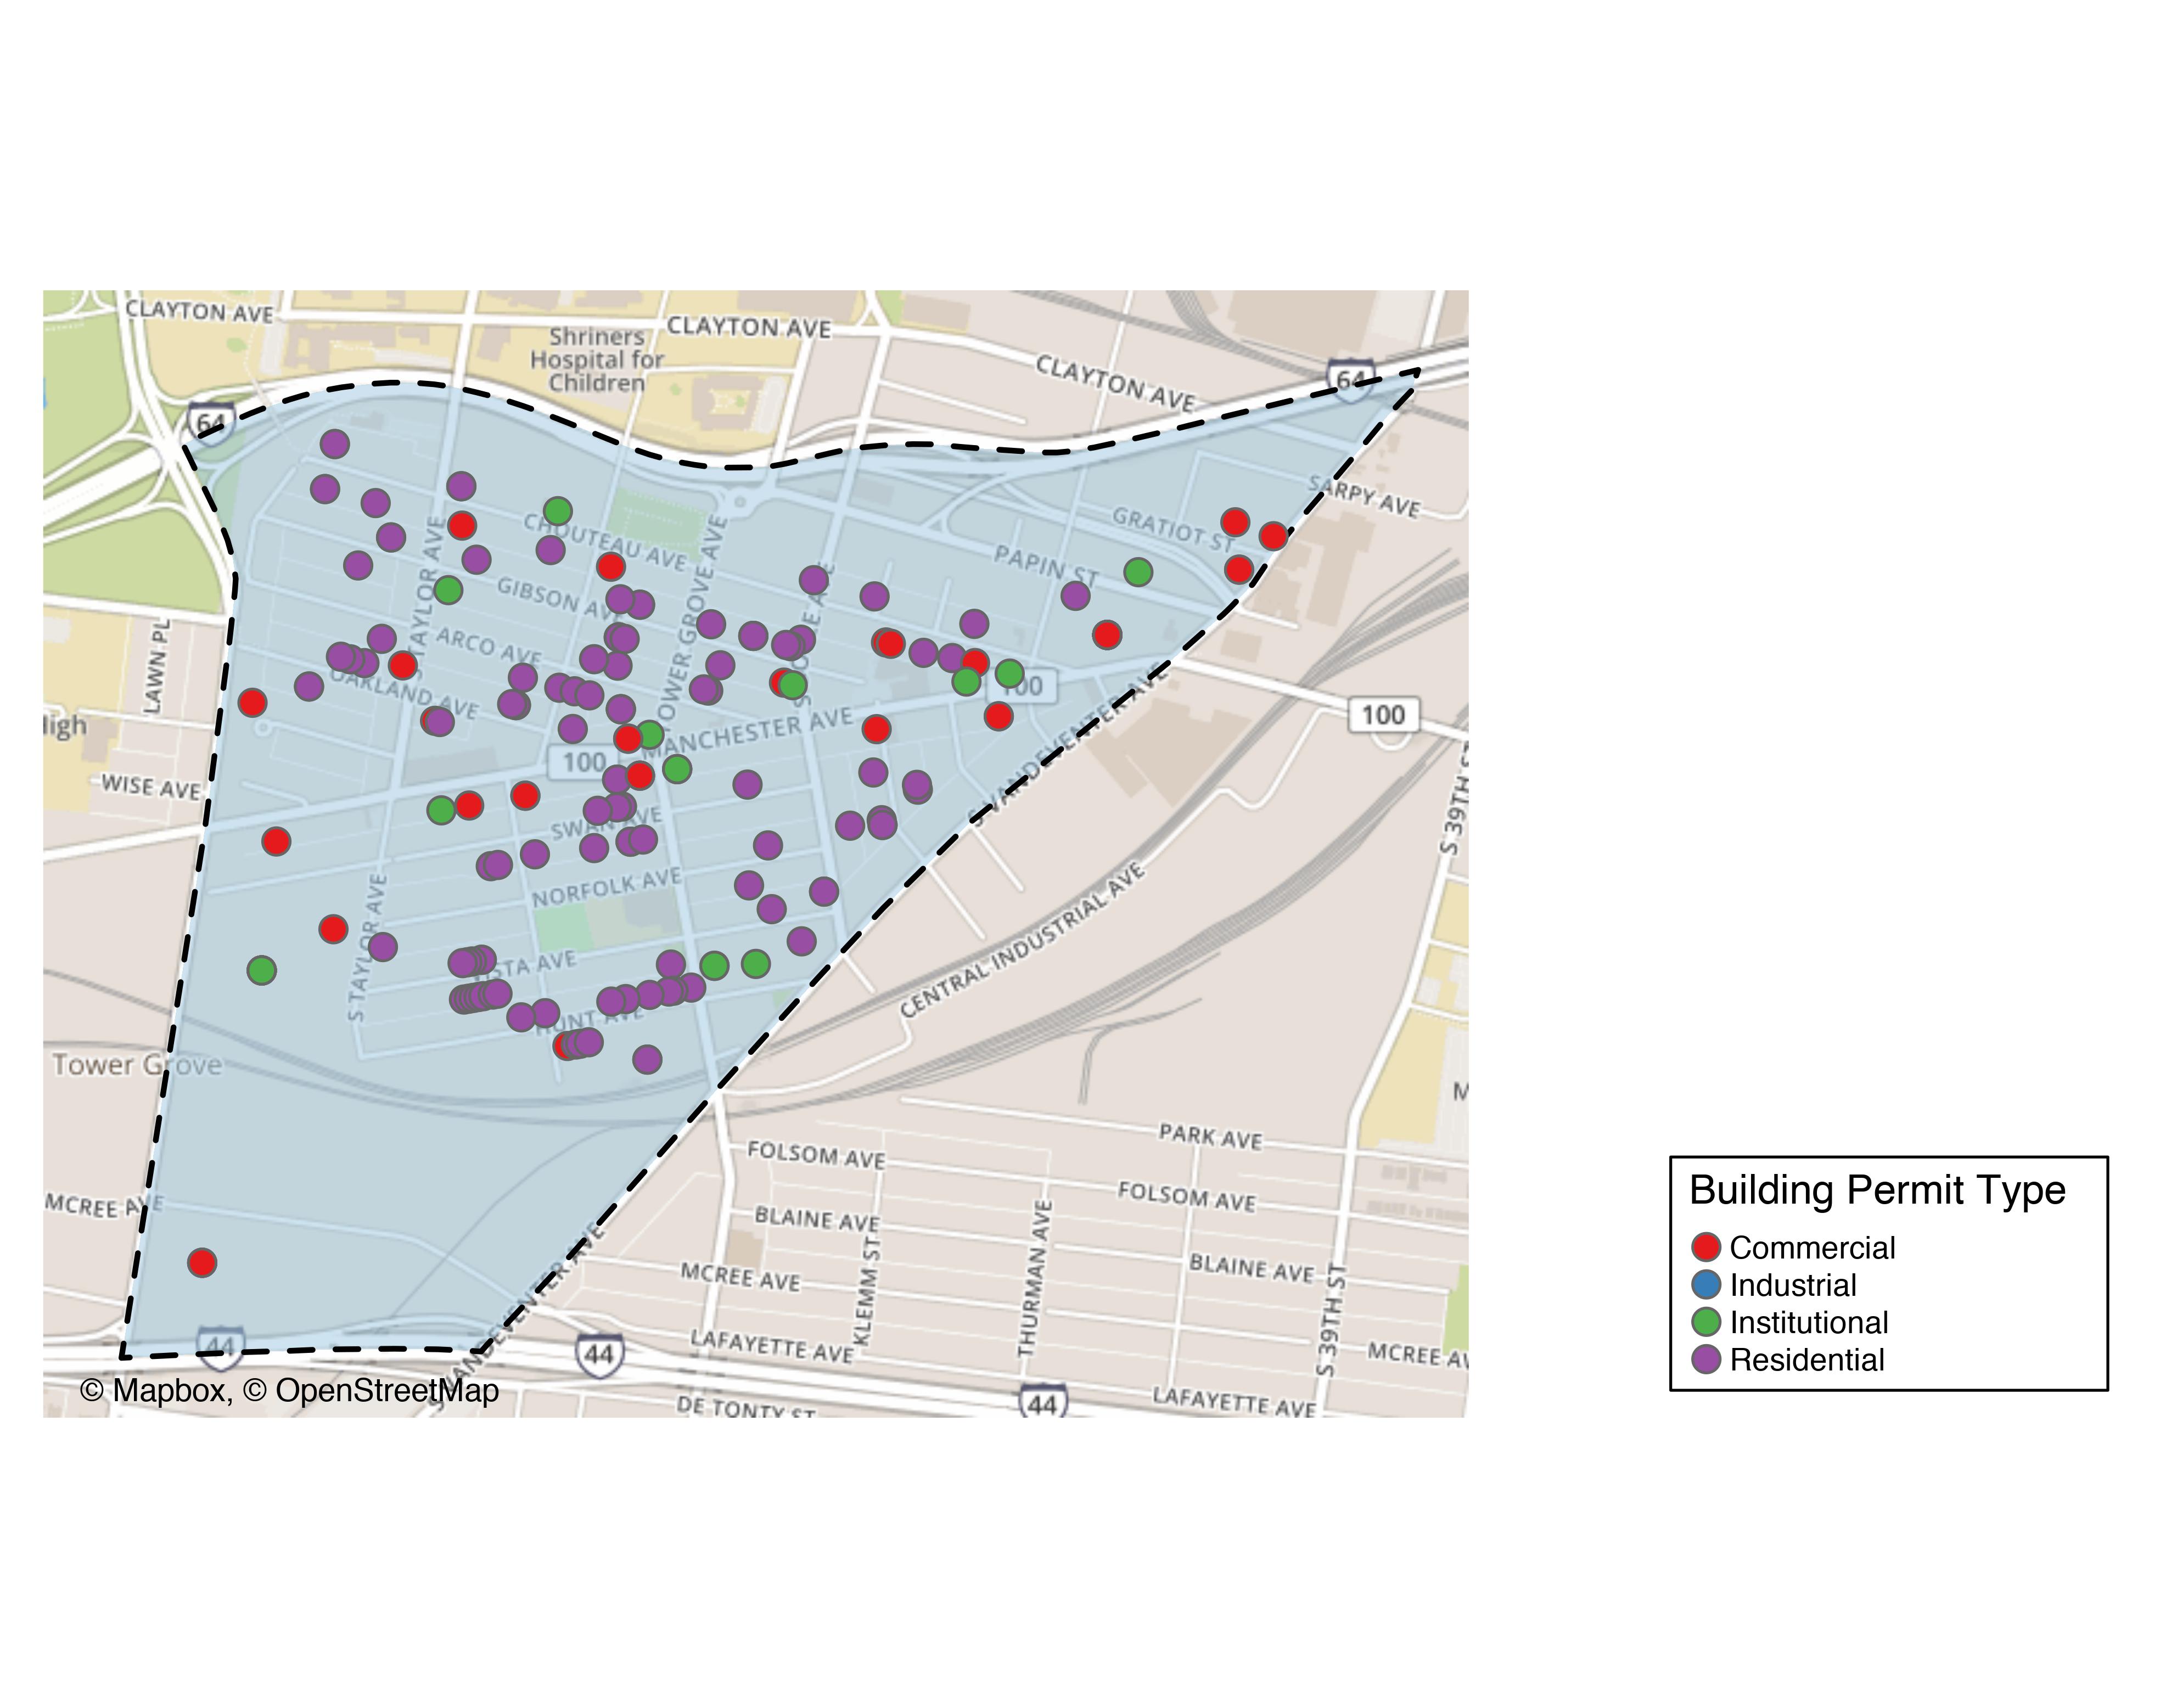 CLAYTON AVE
CLAYTON AVE
Shriners
Hospital for
Children
CLAYTON AVE
64
64
SARPY AVE
GRATIOT ST
CHOUTEAU AVE
PAPIN ST
GIBSON AV
S TAYLOR AVE
ARCO AVE
TOWER GROVE AVE
LAWN PL
OAKLAND AVE
100
100
High
MANCHESTER AVE
100
S VANDEVENTER AVE
WISE AVE
S 39TH ST
SWAN AVE
NORFOLK AVE
CENTRAL INDUSTRIAL AVE
S TAYLOR AVE
VISTA AVE
HUNT AVE
Tower Grove
M
PARK AVE
FOLSOM AVE
FOLSOM AVE
MCREE AVE
BLAINE AVE
BLAINE AVE
KLEMM ST
THURMAN AVE
S 39TH ST
MCREE AVE
S VANDEVENTER AVE
44
44
LAFAYETTE AVE
MCREE AV
LAFAYETTE AVE
44
DE TONTY ST
© Mapbox, © OpenStreetMap
Building Permit Type
Commercial
Industrial
Institutional
Residential